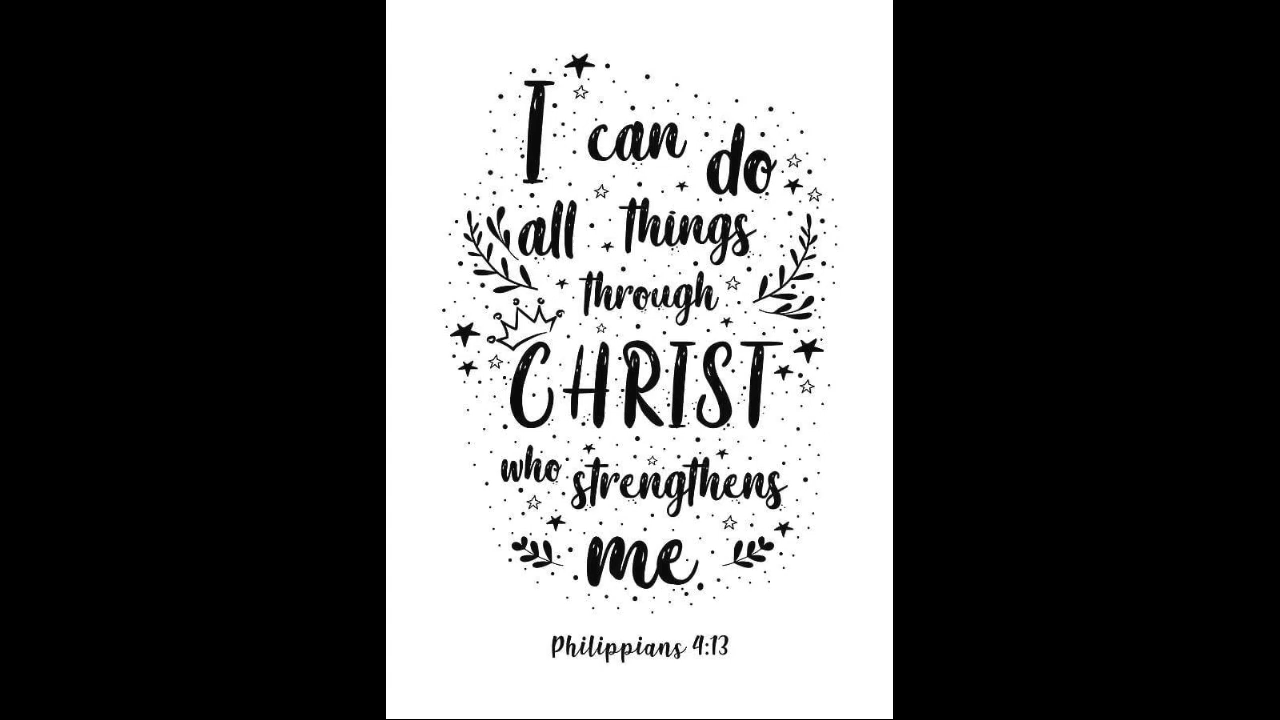 I can do
all things
through
CHRIST
who strengthens
me.
Philippians 4:13